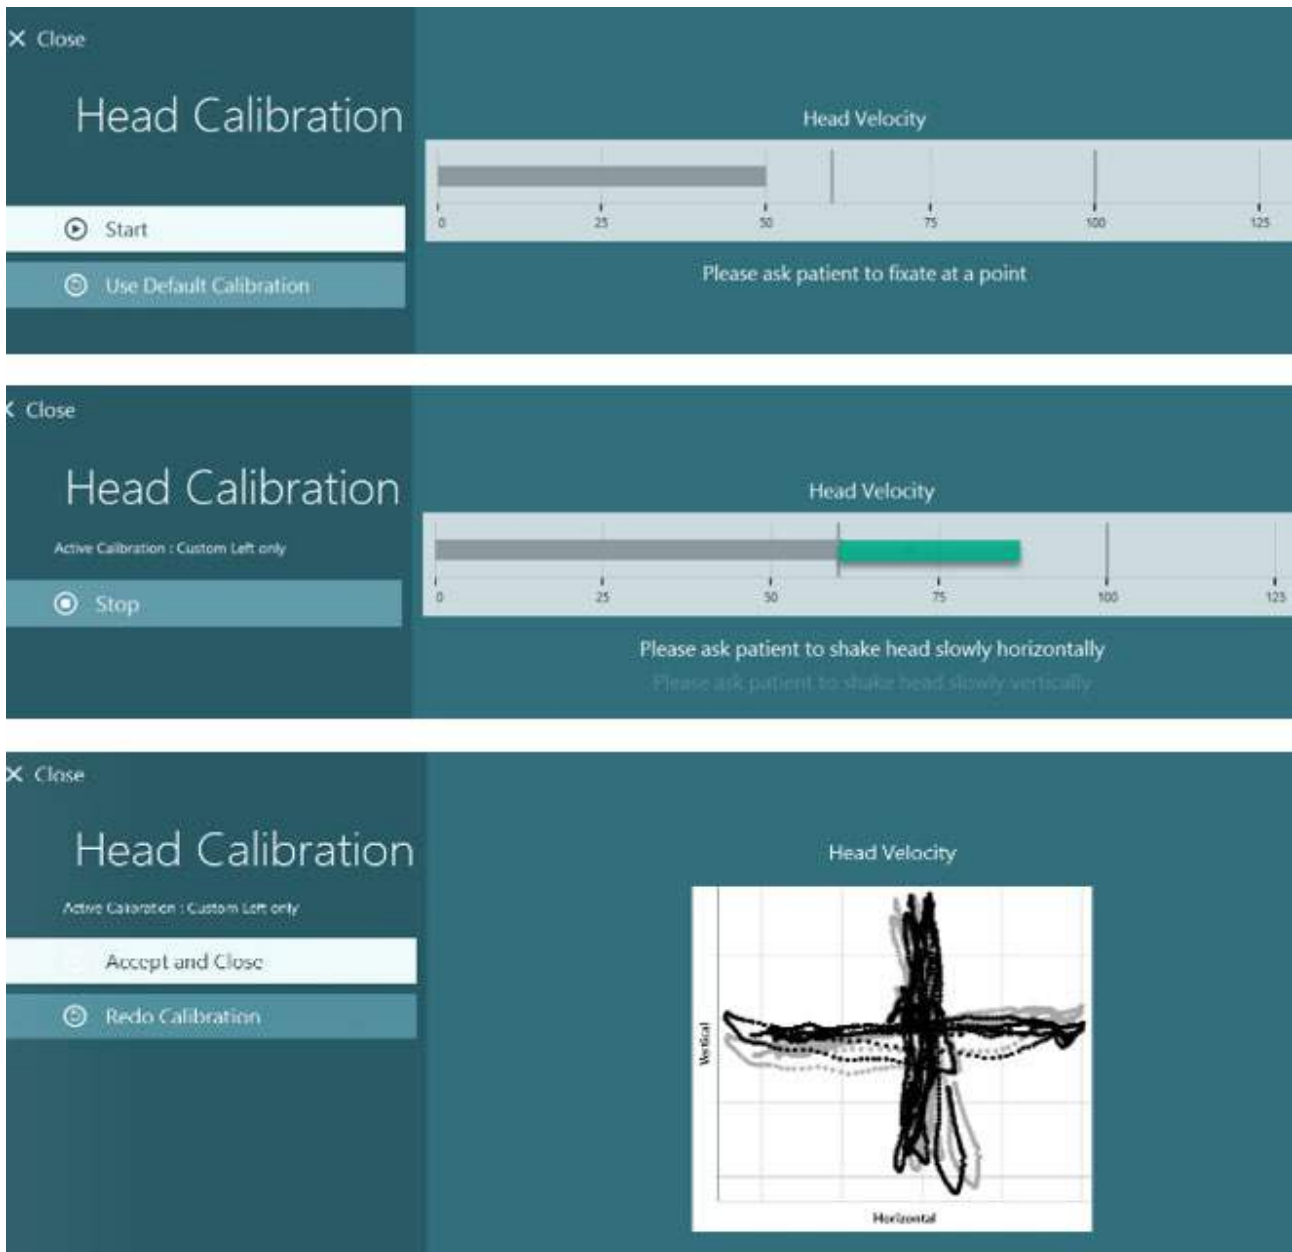 Close
Head Calibration
Start
Use Default Calibration
Head Velocity
0 25 50 75 100 125
Please ask patient to fixate at a point
Close
Head Calibration
Active Calibration : Custom Left only
Stop
Head Velocity
0 25 50 75 100 125
Please ask patient to shake head slowly horizontally
Please ask patient to shake head slowly vertically
Close
Head Calibration
Active Calibration : Custom Left only
Accept and Close
Redo Calibration
Head Velocity
Vertical
Horizontal